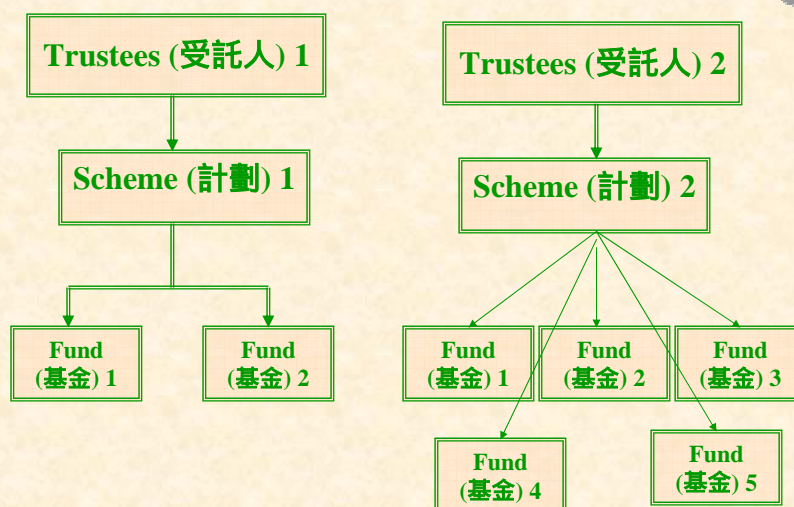 Trustees (受託人) 1
Scheme (計劃) 1
Fund
(基金) 1
Fund
(基金) 2
Trustees (受託人) 2
Scheme (計劃) 2
Fund
(基金) 1
Fund
(基金) 2
Fund
(基金) 3
Fund
(基金) 4
Fund
(基金) 5